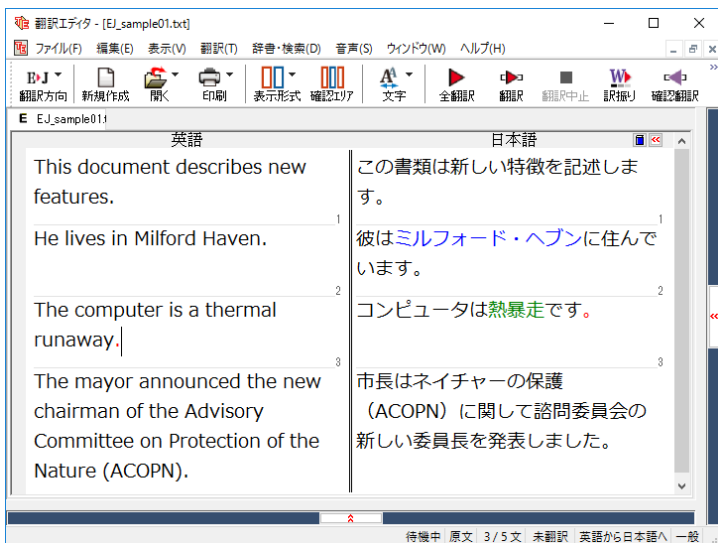 翻訳エディタ - [EJ_sample01.txt]
ファイル(F) 編集(E) 表示(V) 翻訳(T) 辞書・検索(D) 音声(S) ウィンドウ(W) ヘルプ(H)
E▸J
翻訳方向 新規作成 開く 印刷 表示形式 確認エリア 文字 全翻訳 翻訳 翻訳中止 訳振り 確認翻訳
E EJ_sample01.t
英語 日本語
This document describes new
features.
1
He lives in Milford Haven.
2
The computer is a thermal
runaway.
3
The mayor announced the new
chairman of the Advisory
Committee on Protection of the
Nature (ACOPN).
この書類は新しい特徴を記述しま
す。
1
彼はミルフォード・ヘブンに住んで
います。
2
コンピュータは熱暴走です。
3
市長はネイチャーの保護
（ACOPN）に関して諮問委員会の
新しい委員長を発表しました。
待機中 原文 3/5文 未翻訳 英語から日本語へ 一般